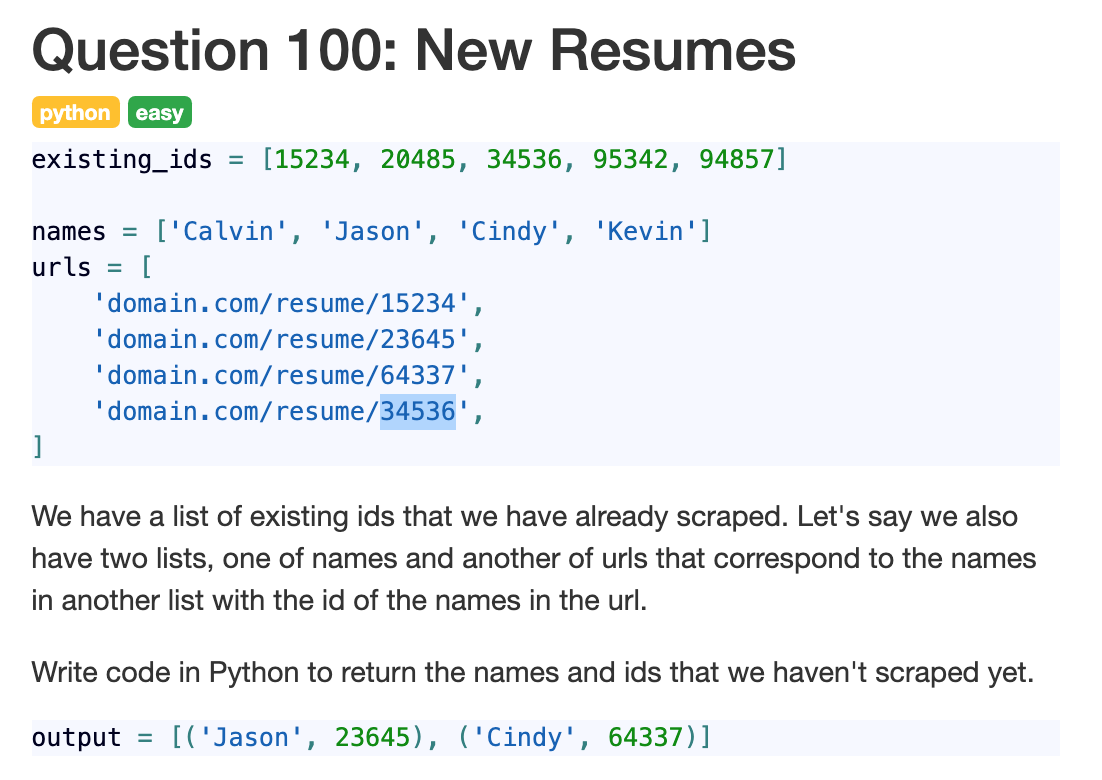 Question 100: New Resumes
python easy
existing_ids = [15234, 20485, 34536, 95342, 94857]
names = ['Calvin', 'Jason', 'Cindy', 'Kevin']
urls = [
    'domain.com/resume/15234',
    'domain.com/resume/23645',
    'domain.com/resume/64337',
    'domain.com/resume/34536',
]
We have a list of existing ids that we have already scraped. Let's say we also
have two lists, one of names and another of urls that correspond to the names
in another list with the id of the names in the url.
Write code in Python to return the names and ids that we haven't scraped yet.
output = [('Jason', 23645), ('Cindy', 64337)]